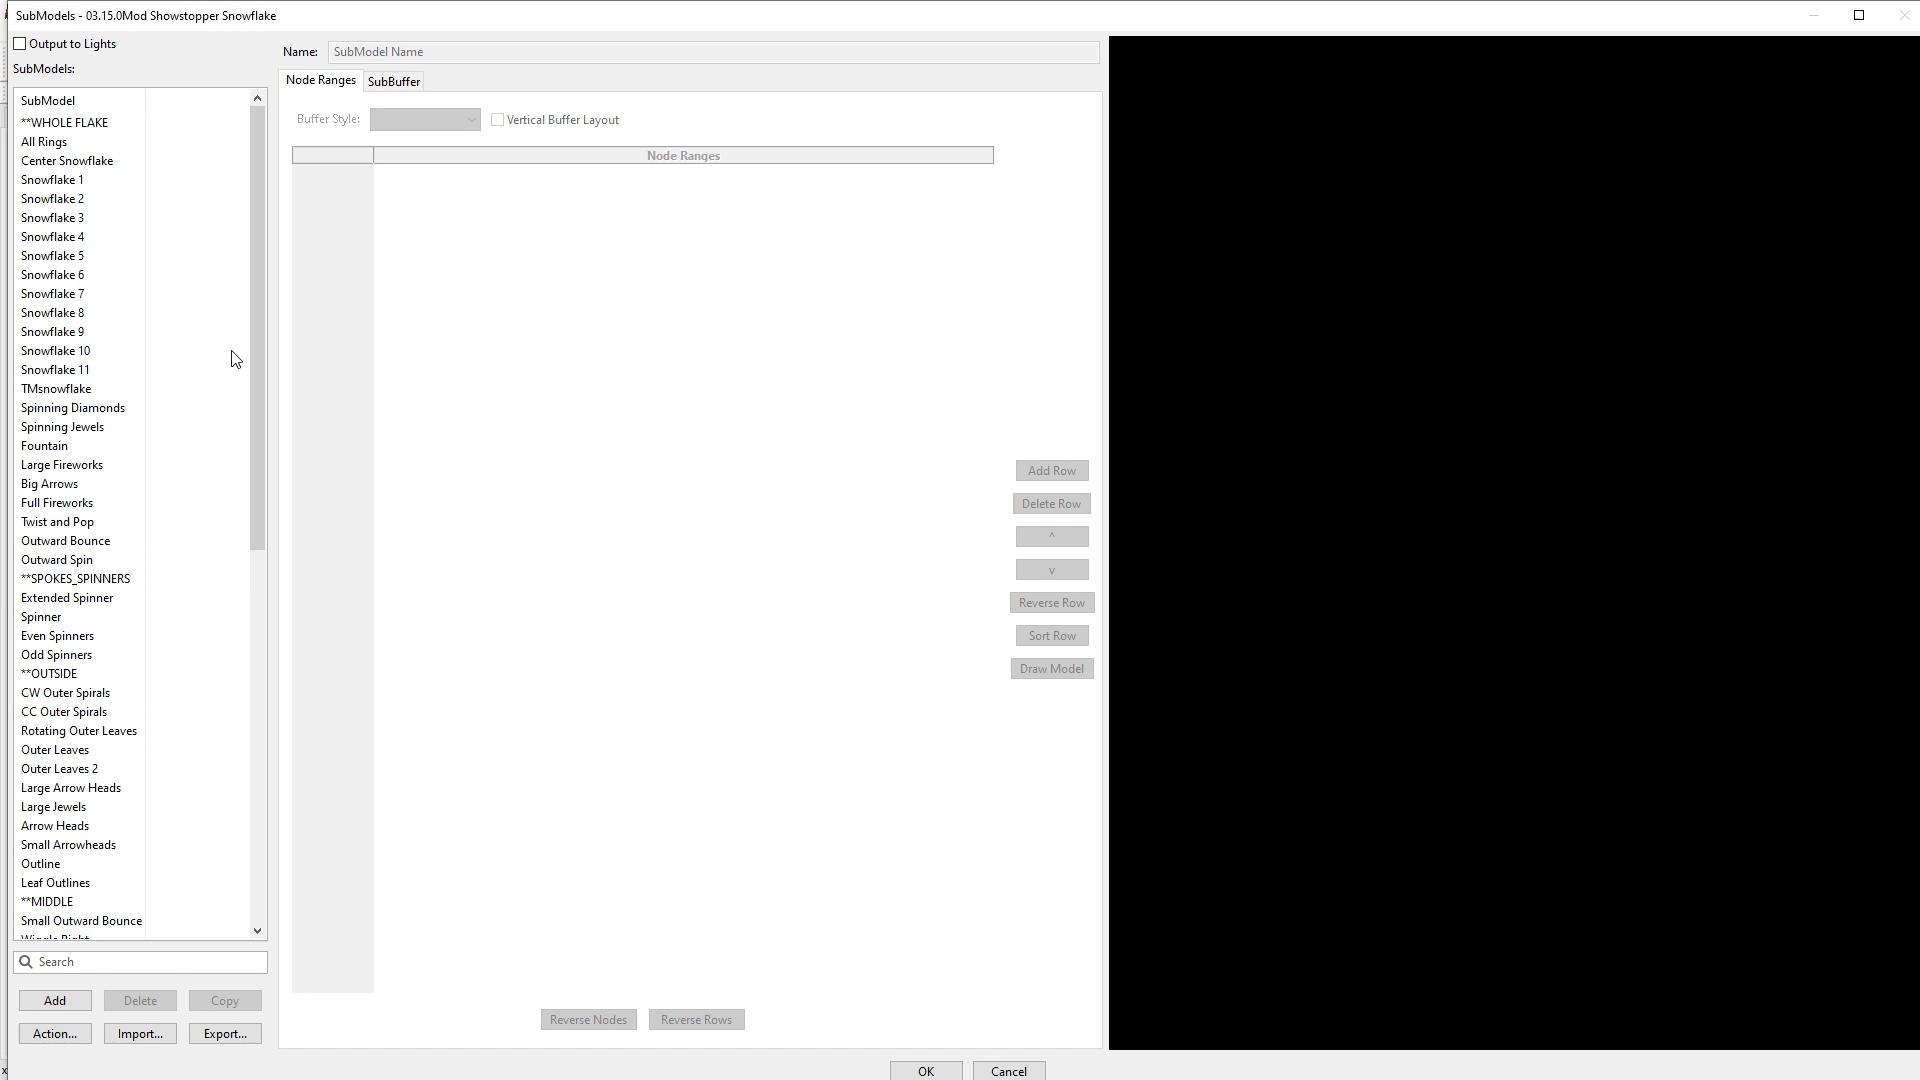 SubModels - 03.15.0Mod Showstopper Snowflake
Output to Lights
SubModels:
SubModel
**WHOLE FLAKE
All Rings
Center Snowflake
Snowflake 1
Snowflake 2
Snowflake 3
Snowflake 4
Snowflake 5
Snowflake 6
Snowflake 7
Snowflake 8
Snowflake 9
Snowflake 10
Snowflake 11
TMsnowflake
Spinning Diamonds
Spinning Jewels
Fountain
Large Fireworks
Big Arrows
Full Fireworks
Twist and Pop
Outward Bounce
Outward Spin
**SPOKES_SPINNERS
Extended Spinner
Spinner
Even Spinners
Odd Spinners
**OUTSIDE
CW Outer Spirals
CC Outer Spirals
Rotating Outer Leaves
Outer Leaves
Outer Leaves 2
Large Arrow Heads
Large Jewels
Arrow Heads
Small Arrowheads
Outline
Leaf Outlines
**MIDDLE
Small Outward Bounce
Search
Add Delete Copy
Action... Import... Export...
Name: SubModel Name
Node Ranges SubBuffer
Buffer Style: Vertical Buffer Layout
Node Ranges
Add Row
Delete Row
^
v
Reverse Row
Sort Row
Draw Model
Reverse Nodes Reverse Rows
OK Cancel